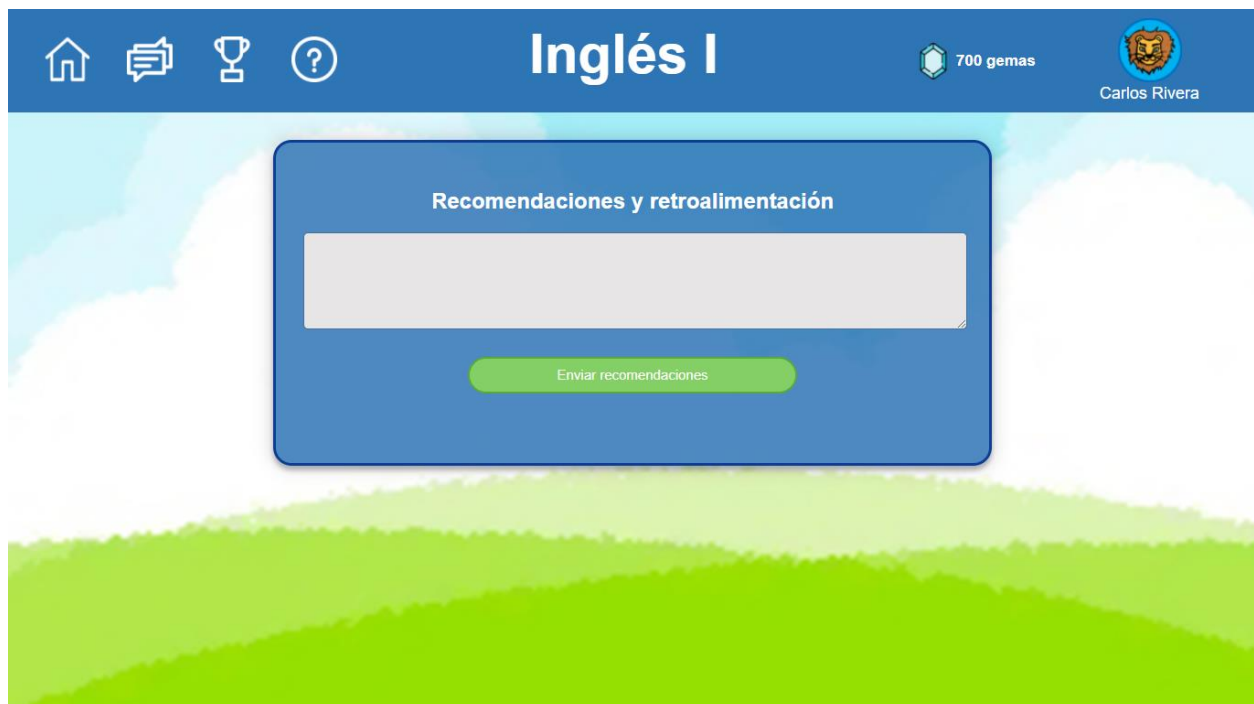 Inglés I
700 gemas
Carlos Rivera
Recomendaciones y retroalimentación
Enviar recomendaciones